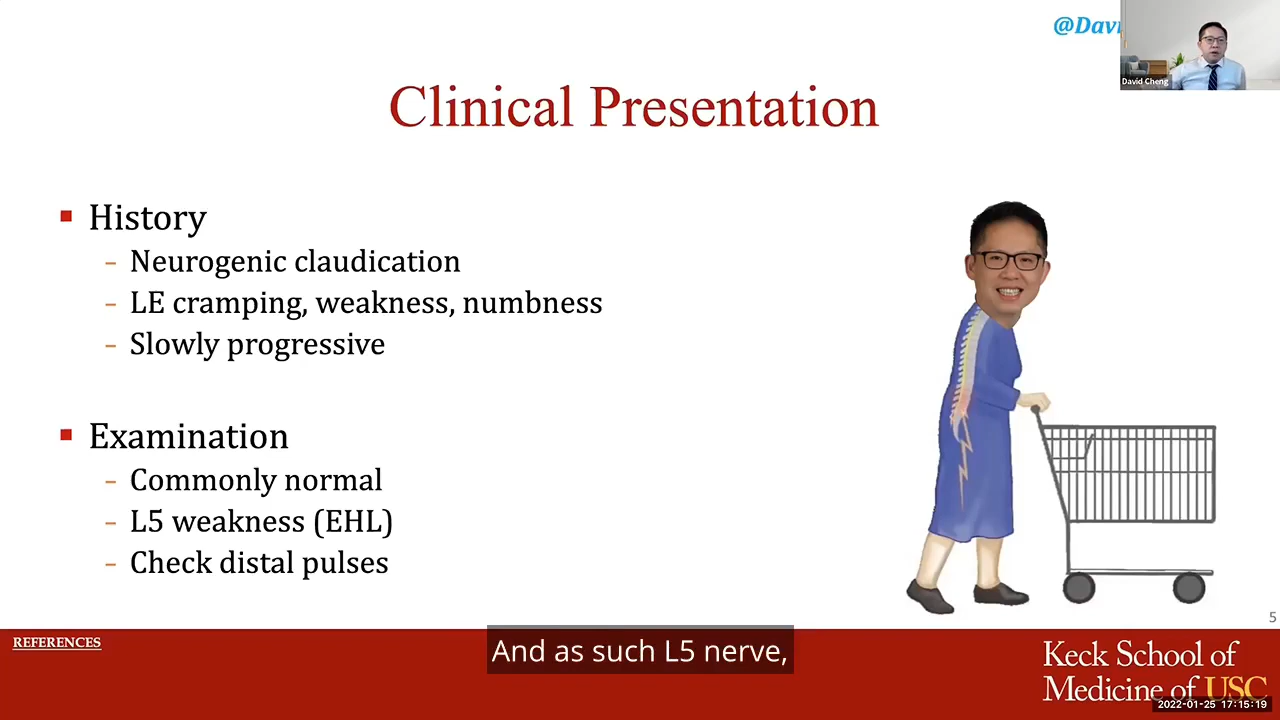 @Davi
David Cheng
Clinical Presentation
▪ History
– Neurogenic claudication
– LE cramping, weakness, numbness
– Slowly progressive
▪ Examination
– Commonly normal
– L5 weakness (EHL)
– Check distal pulses
5
REFERENCES
And as such L5 nerve,
Keck School of
Medicine of USC
2022-01-25 17:15:19